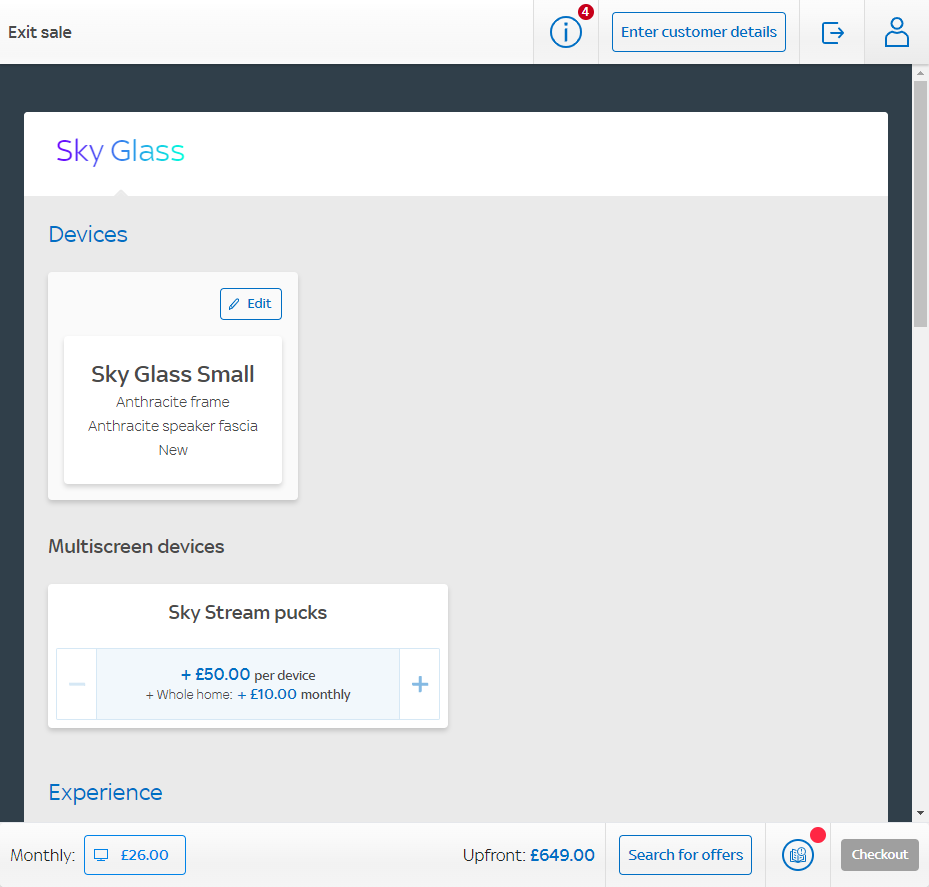 Exit sale
4
Enter customer details
Sky Glass
Devices
Edit
Sky Glass Small
Anthracite frame
Anthracite speaker fascia
New
Multiscreen devices
Sky Stream pucks
+ £50.00 per device
+ Whole home: + £10.00 monthly
Experience
Monthly: £26.00
Upfront: £649.00
Search for offers
Checkout